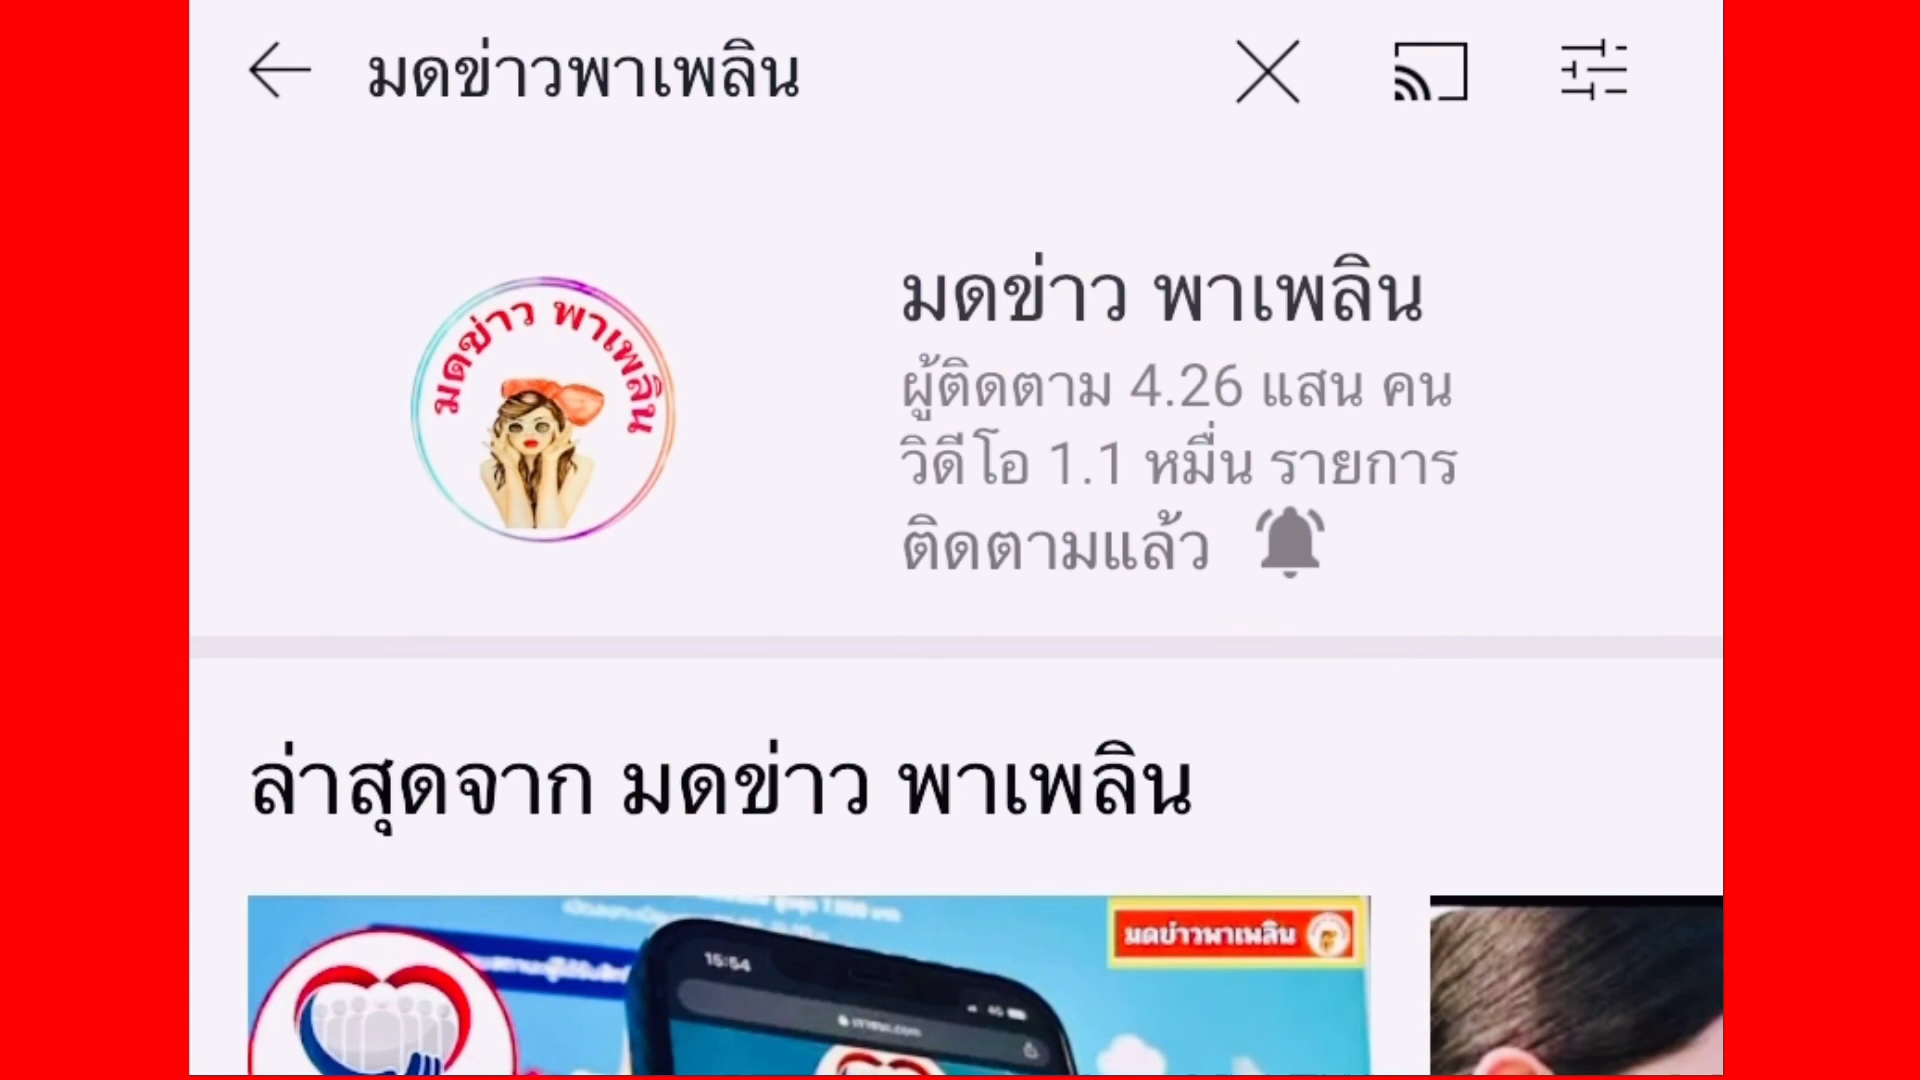 มดข่าวพาเพลิน
มดข่าว พาเพลิน
มดข่าว พาเพลิน
ผู้ติดตาม 4.26 แสน คน
วิดีโอ 1.1 หมื่น รายการ
ติดตามแล้ว
ล่าสุดจาก มดข่าว พาเพลิน
มดข่าวพาเพลิน
15:54
4G